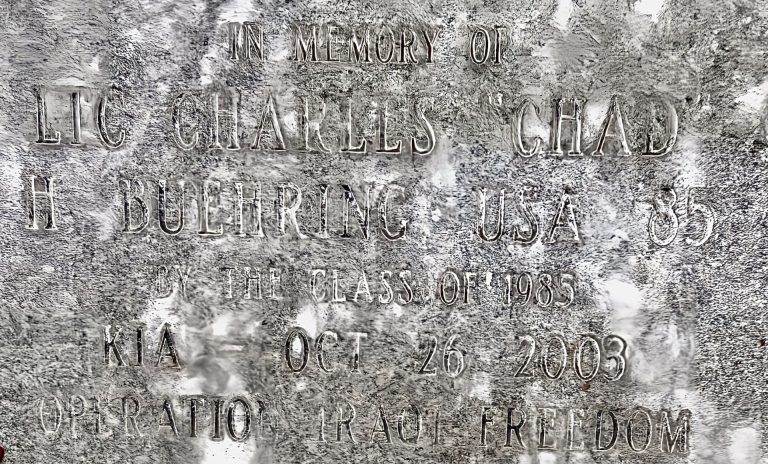 IN MEMORY OF
LTC CHARLES "CHAD"
H BUEHRING USA 85
BY THE CLASS OF 1985
KIA - OCT 26 2003
OPERATION IRAQI FREEDOM